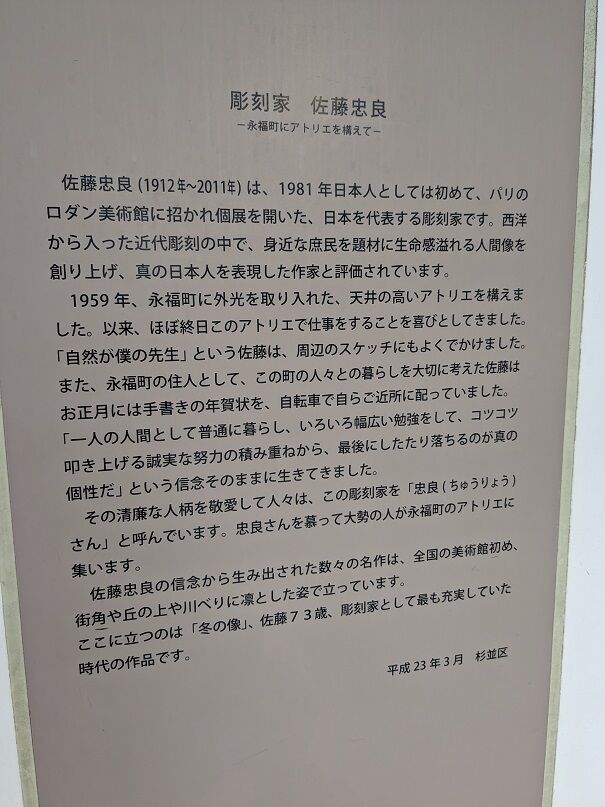 彫刻家　佐藤忠良
－永福町にアトリエを構えて－
佐藤忠良(1912年～2011年)は、1981年日本人としては初めて、パリの
ロダン美術館に招かれ個展を開いた、日本を代表する彫刻家です。西洋
から入った近代彫刻の中で、身近な庶民を題材に生命感溢れる人間像を
創り上げ、真の日本人を表現した作家と評価されています。
1959年、永福町に外光を取り入れた、天井の高いアトリエを構えま
した。以来、ほぼ終日このアトリエで仕事をすることを喜びとしてきました。
「自然が僕の先生」という佐藤は、周辺のスケッチにもよくでかけました。
また、永福町の住人として、この町の人々との暮らしを大切に考えた佐藤は
お正月には手書きの年賀状を、自転車で自らご近所に配っていました。
「一人の人間として普通に暮らし、いろいろ幅広い勉強をして、コツコツ
叩き上げる誠実な努力の積み重ねから、最後にしたたり落ちるのが真の
個性だ」という信念そのままに生きてきました。
その清廉な人柄を敬愛して人々は、この彫刻家を「忠良(ちゅうりょう)
さん」と呼んでいます。忠良さんを慕って大勢の人が永福町のアトリエに
集います。
佐藤忠良の信念から生み出された数々の名作は、全国の美術館初め、
街角や丘の上や川べりに凛とした姿で立っています。
ここに立つのは「冬の像」、佐藤７３歳、彫刻家として最も充実していた
時代の作品です。
平成23年3月　杉並区